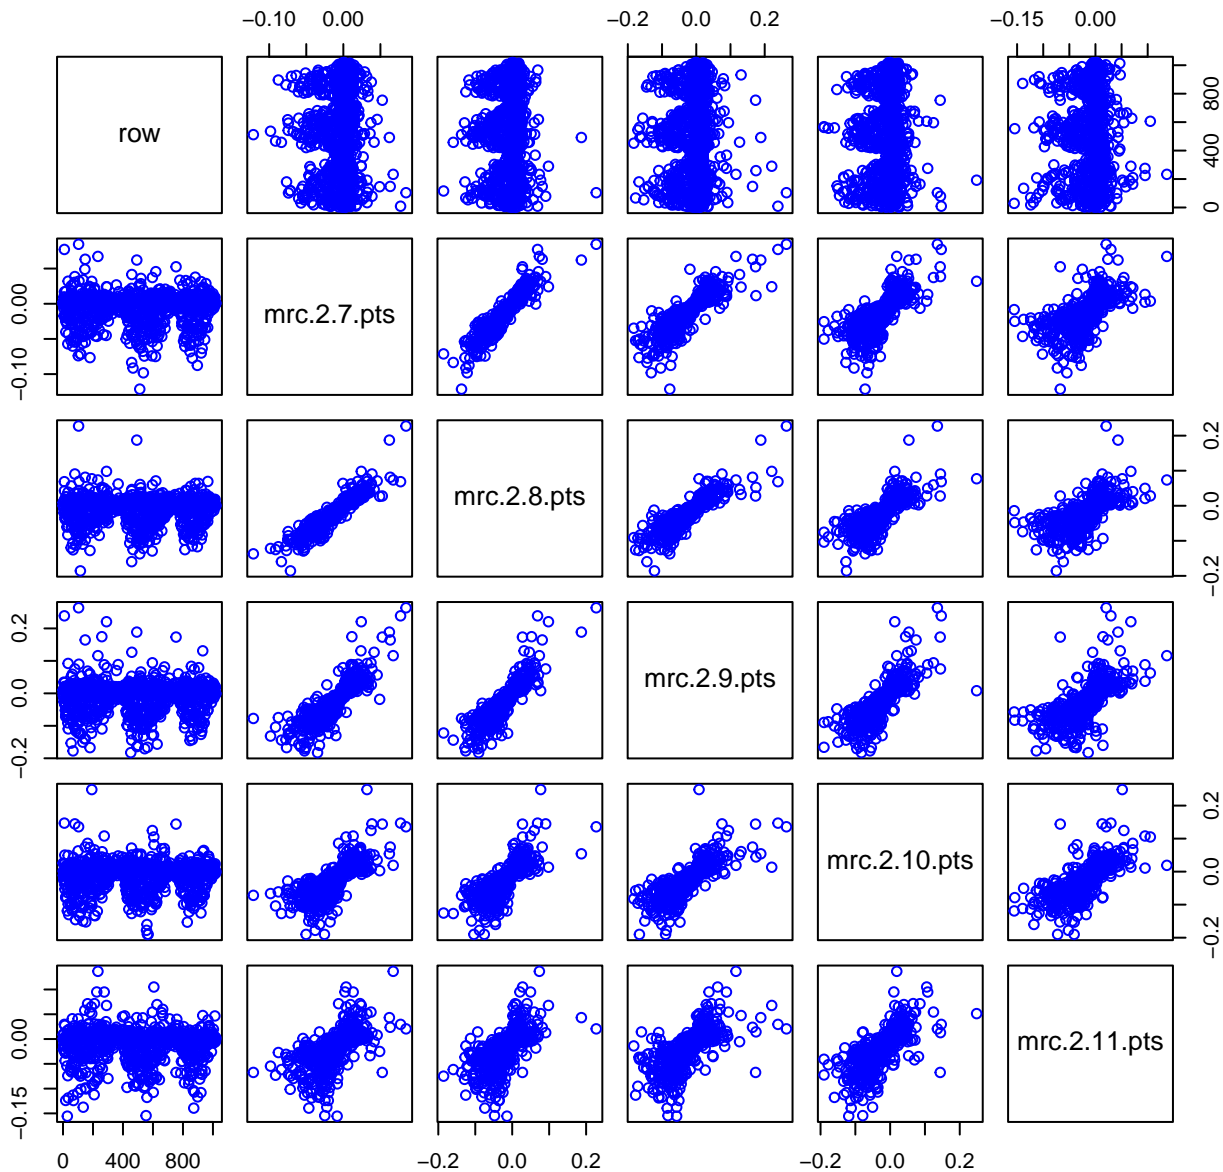 −0.10 0.00 −0.2 0.0 0.2 −0.15 0.00
row 0 400 800
−0.10 0.00 mrc.2.7.pts
mrc.2.8.pts −0.2 0.0 0.2
−0.2 0.0 0.2 mrc.2.9.pts
mrc.2.10.pts −0.2 0.0 0.2
−0.15 0.00 mrc.2.11.pts
0 400 800 −0.2 0.0 0.2 −0.2 0.0 0.2